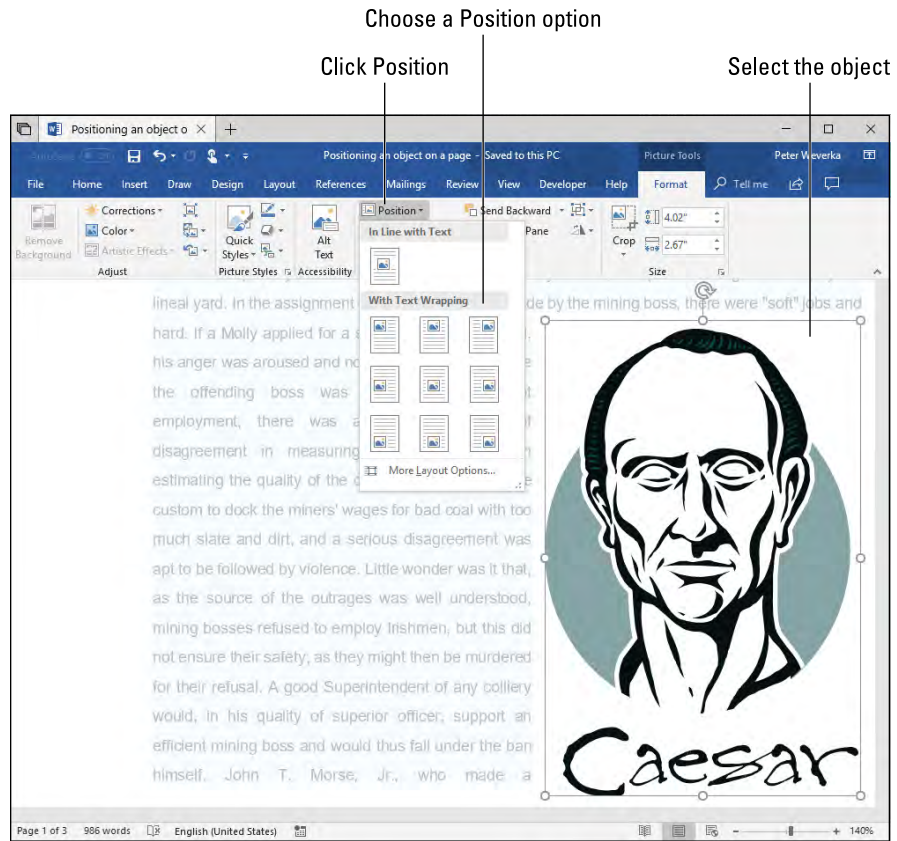 Choose a Position option
Click Position
Select the object
Positioning an object o
Positioning an object on a page - Saved to this PC
Picture Tools
Peter Weverka
File Home Insert Draw Design Layout References Mailings Review View Developer Help Format Tell me
Remove Background
Corrections
Color
Artistic Effects
Adjust
Quick Styles
Picture Styles
Alt Text
Accessibility
Position
Send Backward
Pane
Crop
4.02"
2.67"
Size
In Line with Text
With Text Wrapping
More Layout Options...
lineal yard. In the assignment de by the mining boss, there were "soft" jobs and
hard. If a Molly applied for a
his anger was aroused and
the offending boss was
employment, there was
disagreement in measuring
estimating the quality of the
custom to dock the miners' wages for bad coal with too
much slate and dirt, and a serious disagreement was
apt to be followed by violence. Little wonder was it that,
as the source of the outrages was well understood,
mining bosses refused to employ Irishmen, but this did
not ensure their safety, as they might then be murdered
for their refusal. A good Superintendent of any colliery
would, in his quality of superior officer, support an
efficient mining boss and would thus fall under the ban
himself. John T. Morse, Jr., who made a
Caesar
Page 1 of 3 986 words English (United States) 140%